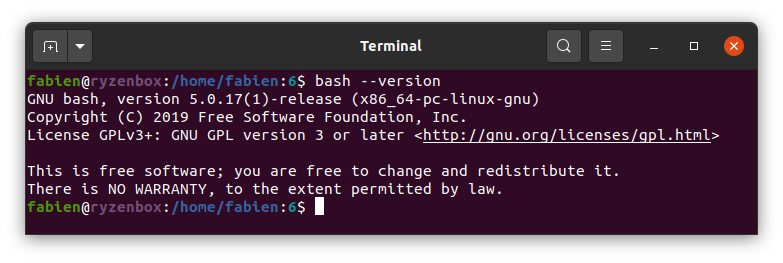 Terminal
fabien@ryzenbox:/home/fabien:6$ bash --version
GNU bash, version 5.0.17(1)-release (x86_64-pc-linux-gnu)
Copyright (C) 2019 Free Software Foundation, Inc.
License GPLv3+: GNU GPL version 3 or later <http://gnu.org/licenses/gpl.html>

This is free software; you are free to change and redistribute it.
There is NO WARRANTY, to the extent permitted by law.
fabien@ryzenbox:/home/fabien:6$